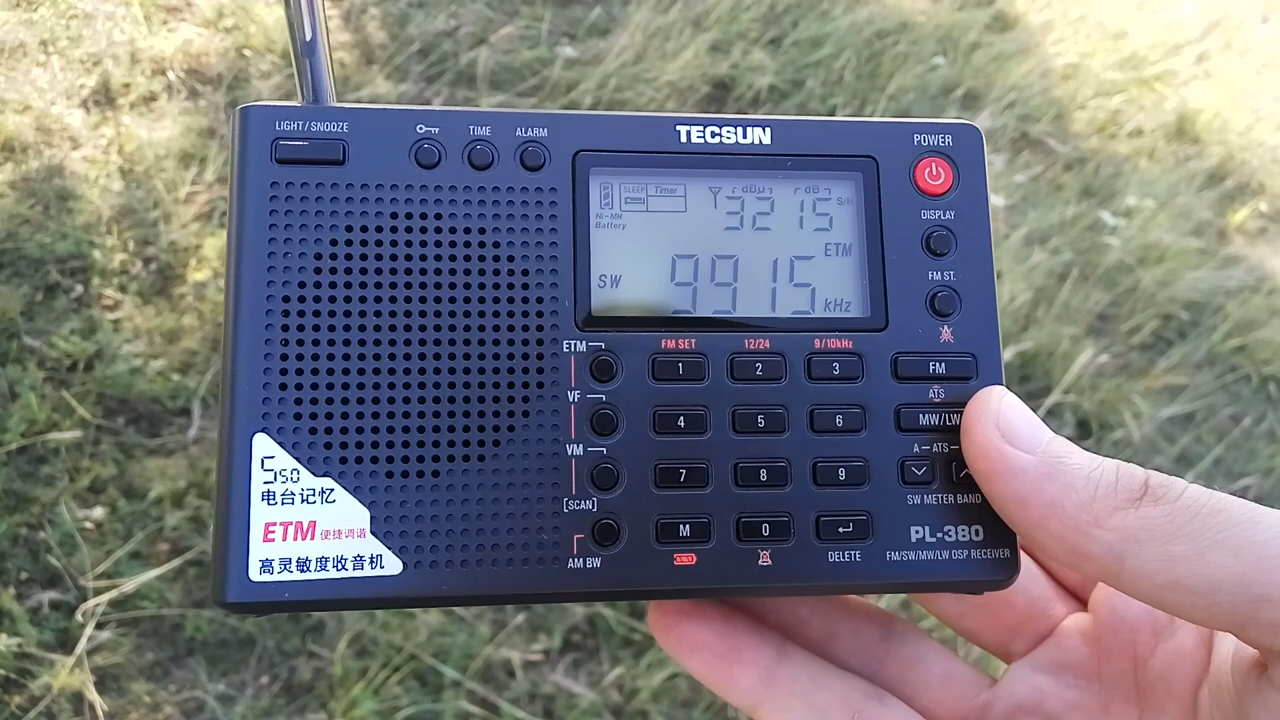 LIGHT/SNOOZE
TIME
ALARM
TECSUN
POWER
DISPLAY
FM ST.
SLEEP Timer
dBµ dB
Ni-MH
Battery
32 15 S/N
ETM
SW 9915 kHz
ETM
FM SET 12/24 9/10kHz
1 2 3
FM
VF
ATS
4 5 6
MW/LW
VM
A-ATS
7 8 9
[SCAN]
SW METER BAND
M 0
AM BW
DELETE
PL-380
FM/SW/MW/LW DSP RECEIVER
550
电台记忆
ETM 便捷调谐
高灵敏度收音机